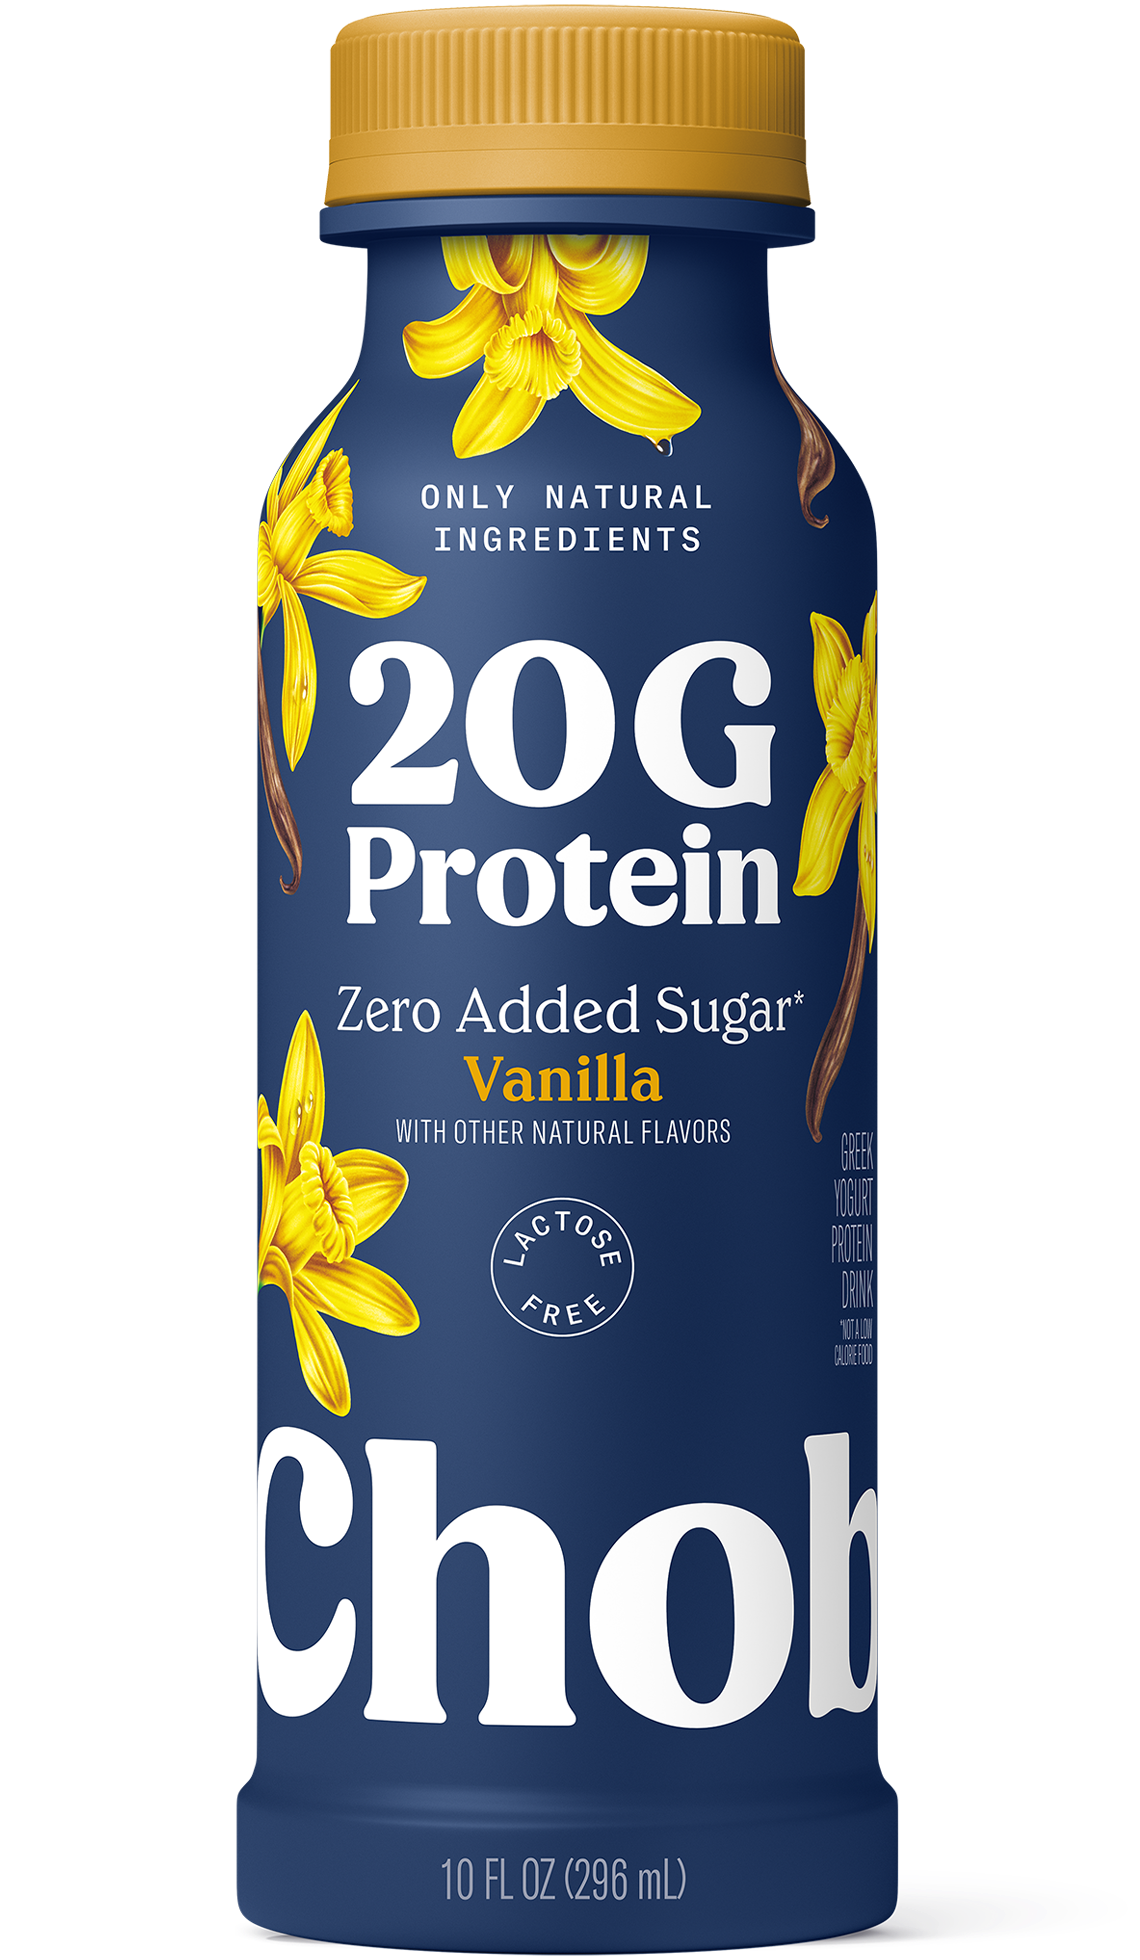 ONLY NATURAL
INGREDIENTS
20G
Protein
Zero Added Sugar*
Vanilla
WITH OTHER NATURAL FLAVORS
LACTOSE
FREE
GREEK
YOGURT
PROTEIN
DRINK
*NOT A LOW
CALORIE FOOD
Chob
10 FL OZ (296 mL)